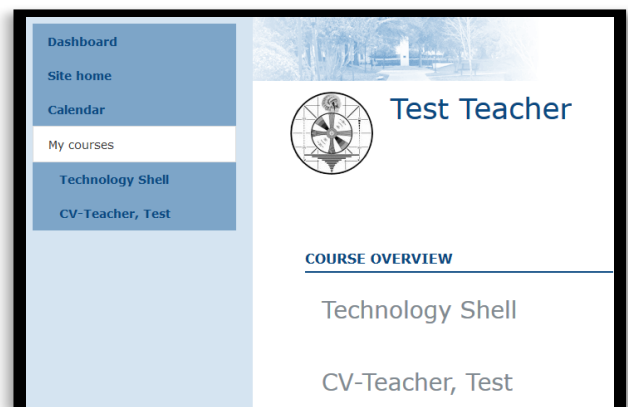 Dashboard
Site home
Calendar
My courses
Technology Shell
CV-Teacher, Test
Test Teacher
COURSE OVERVIEW
Technology Shell
CV-Teacher, Test